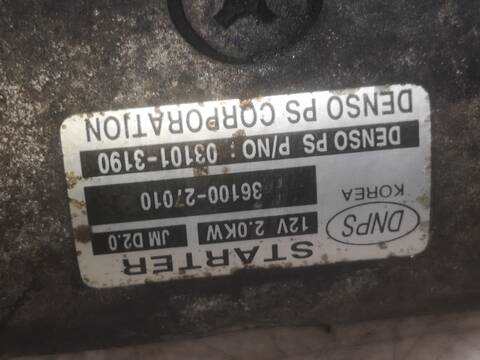 STARTER
DNPS
KOREA
12V 2.0KW JM D2.0
36100-27010
DENSO PS P/NO : 03101-3190
DENSO PS CORPORATION